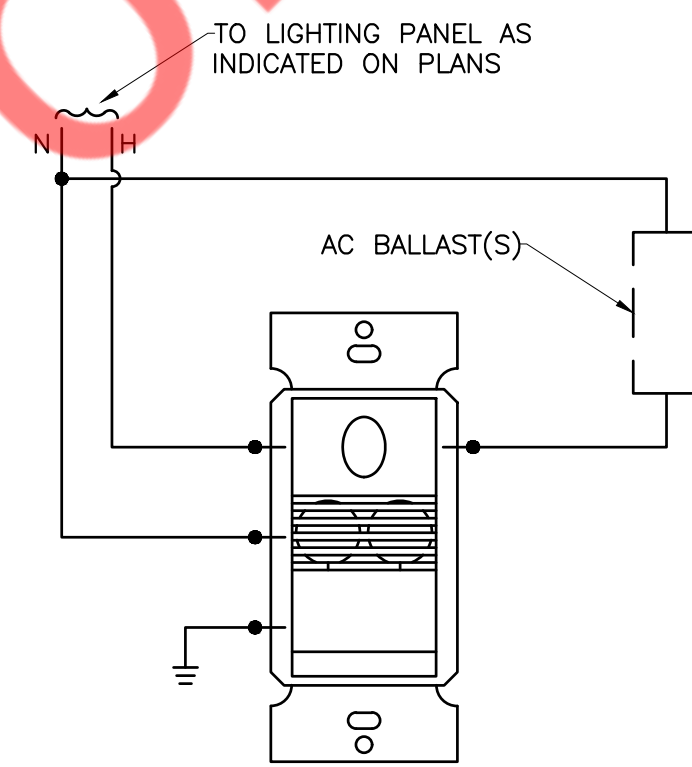 TO LIGHTING PANEL AS
INDICATED ON PLANS
N H
AC BALLAST(S)